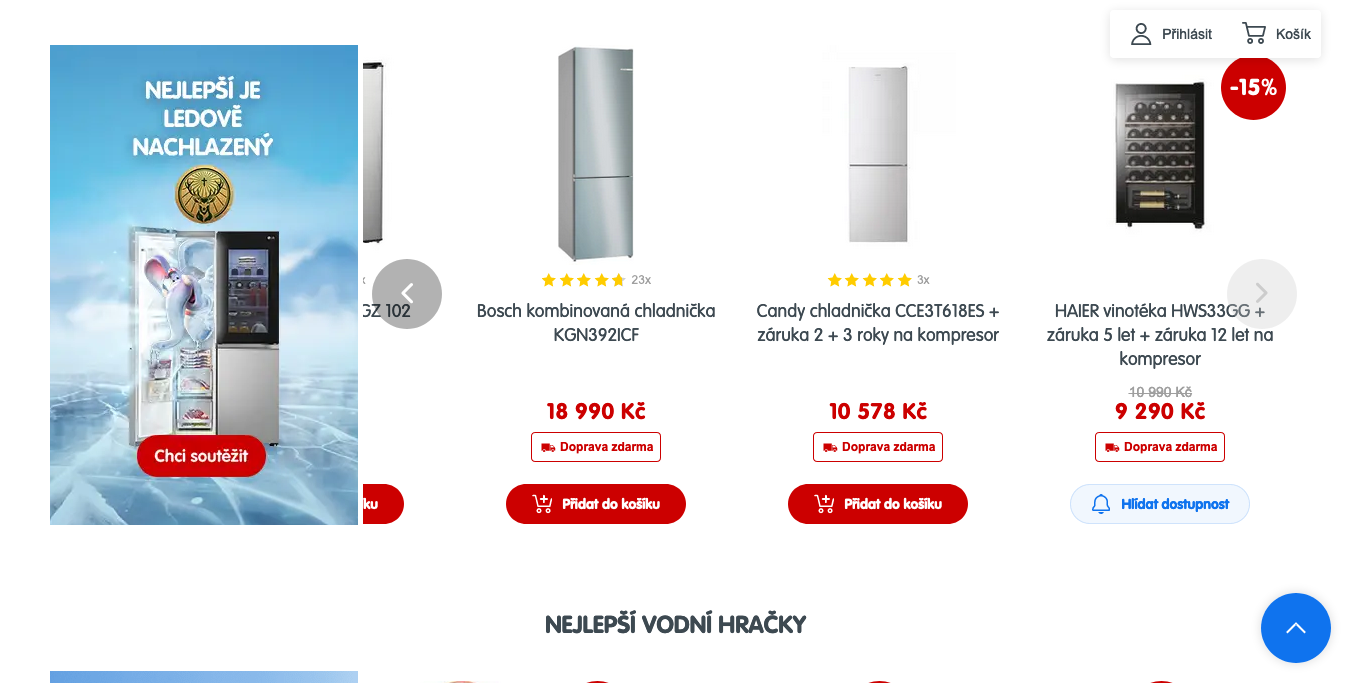 Přihlásit
Košík
NEJLEPŠÍ JE
LEDOVĚ
NACHLAZENÝ
Chci soutěžit
GZ 102
23x
Bosch kombinovaná chladnička
KGN392ICF
18 990 Kč
Doprava zdarma
Přidat do košíku
3x
Candy chladnička CCE3T618ES +
záruka 2 + 3 roky na kompresor
10 578 Kč
Doprava zdarma
Přidat do košíku
-15%
HAIER vinotéka HWS33GG +
záruka 5 let + záruka 12 let na
kompresor
10 990 Kč
9 290 Kč
Doprava zdarma
Hlídat dostupnost
NEJLEPŠÍ VODNÍ HRAČKY